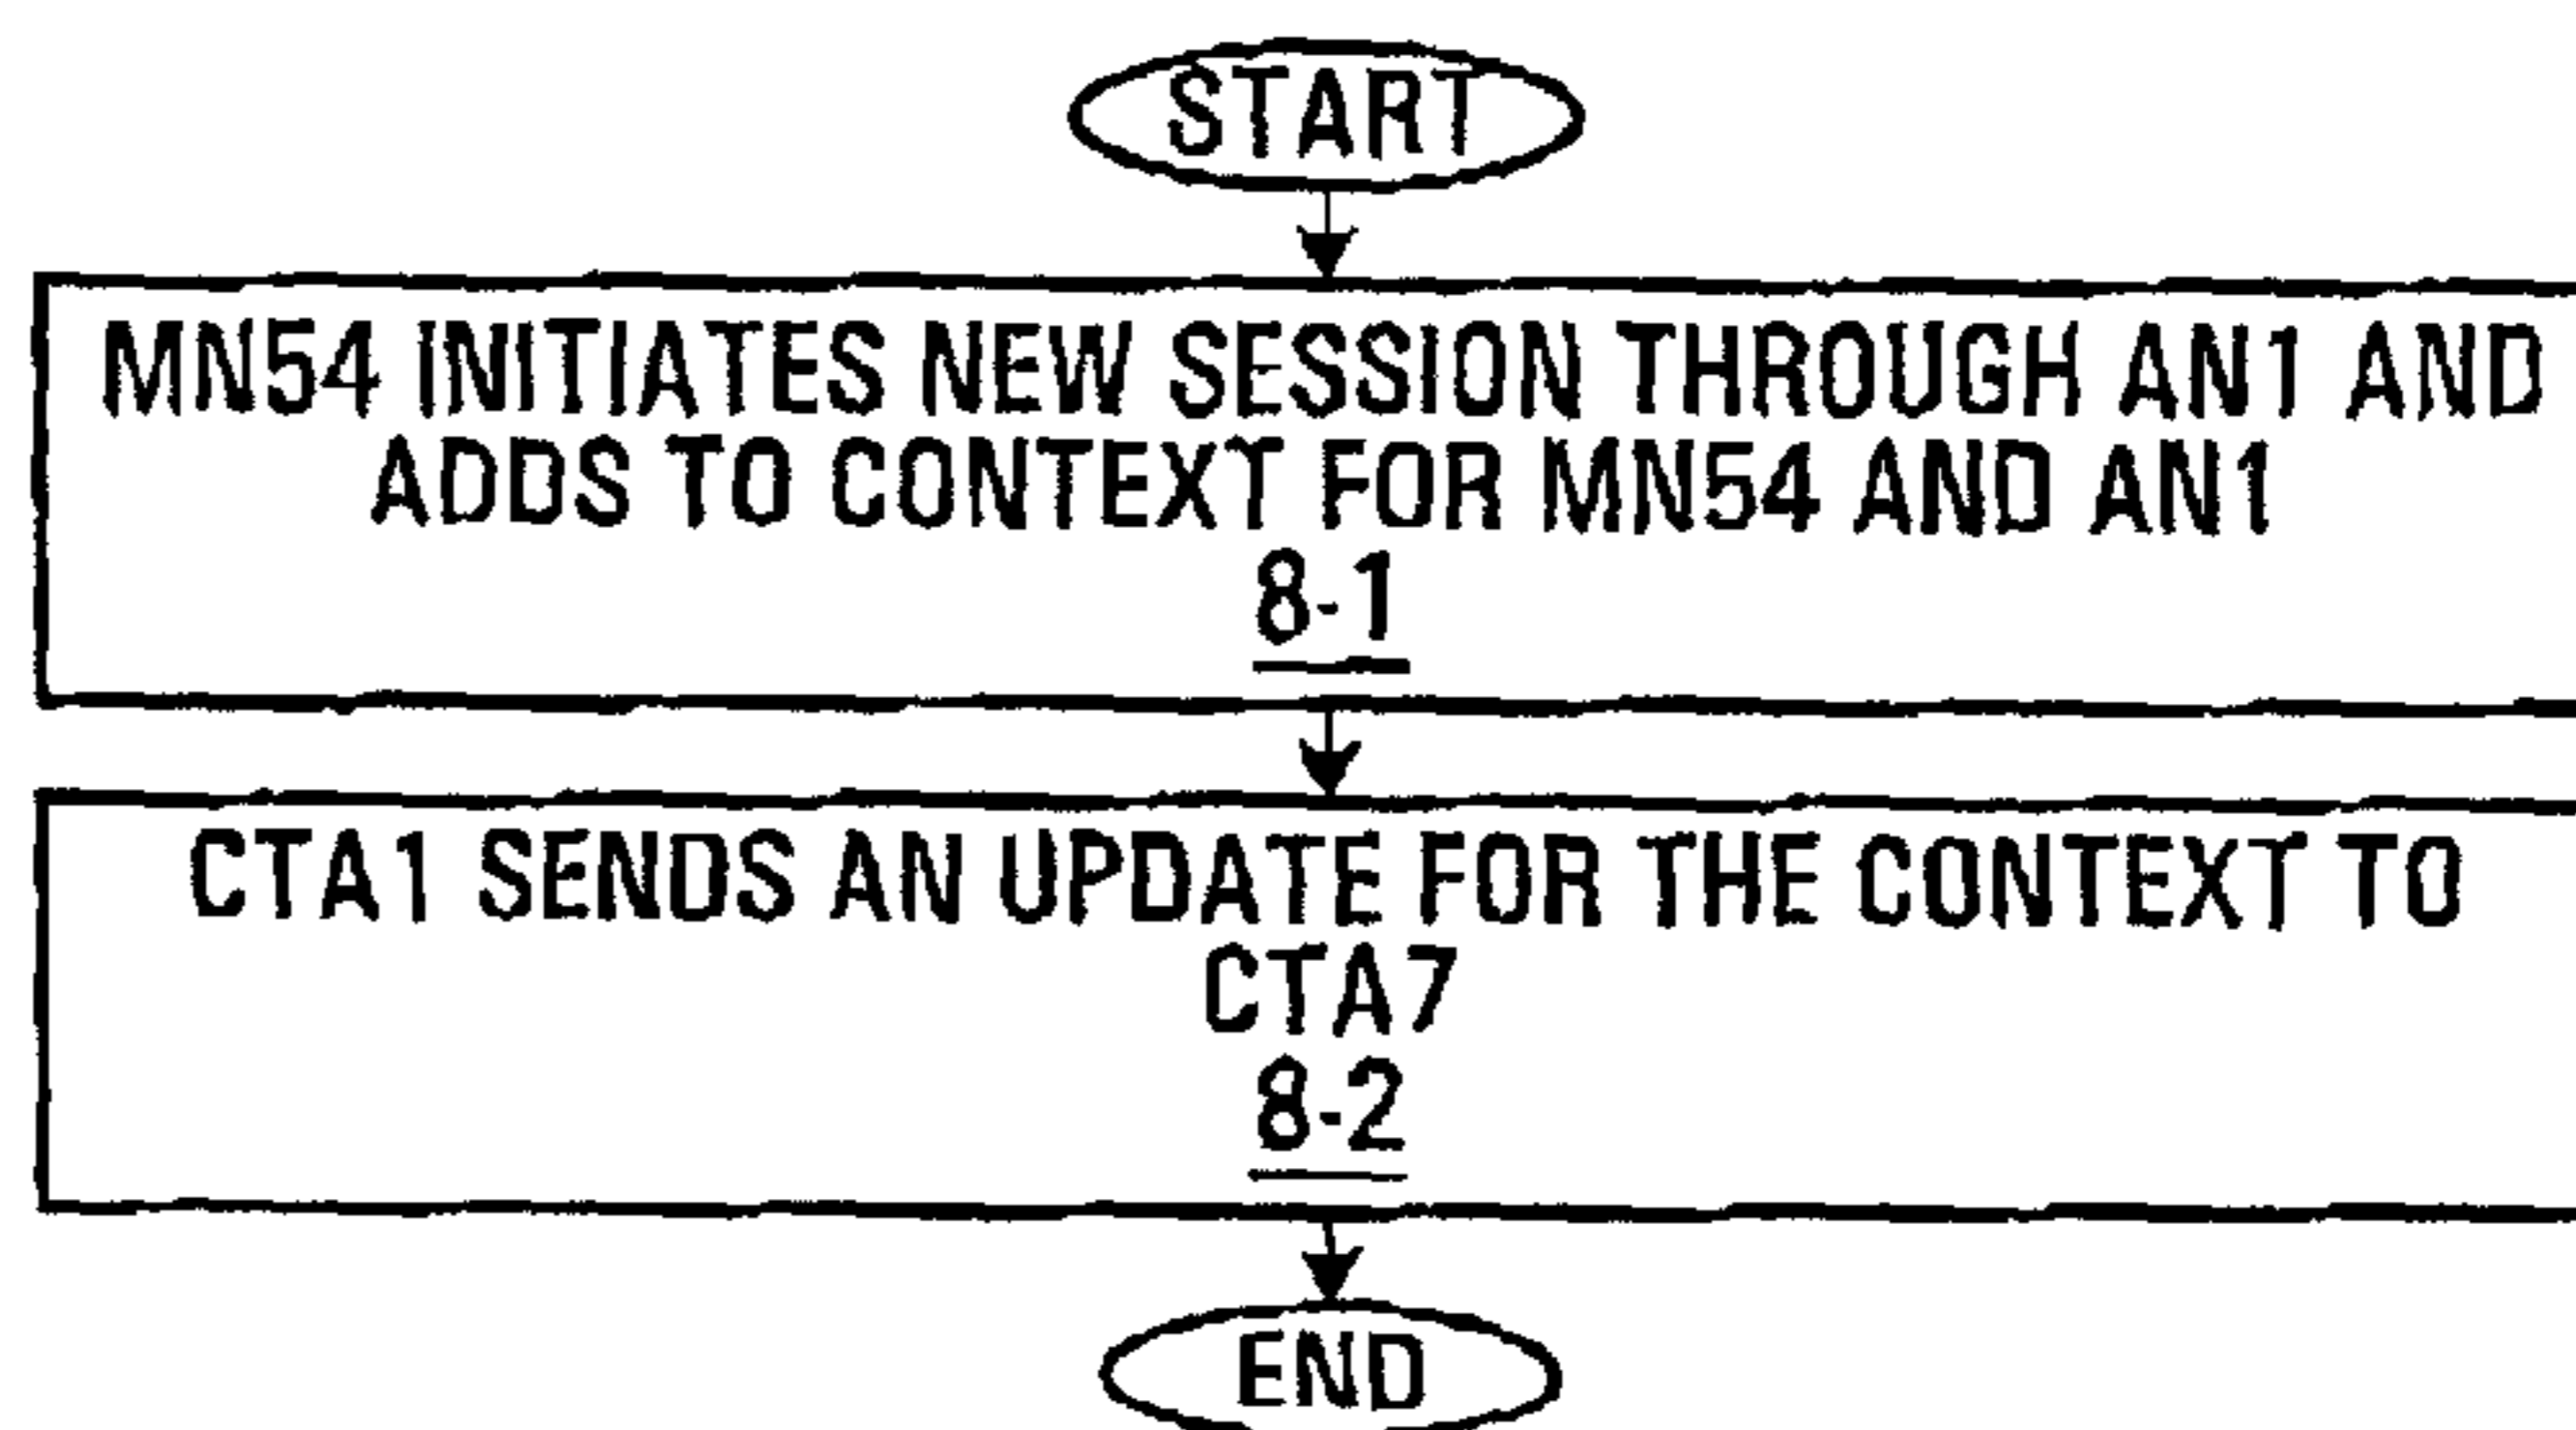 START
MN54 INITIATES NEW SESSION THROUGH AN1 AND
ADDS TO CONTEXT FOR MN54 AND AN1
8-1
CTA1 SENDS AN UPDATE FOR THE CONTEXT TO
CTA7
8-2
END